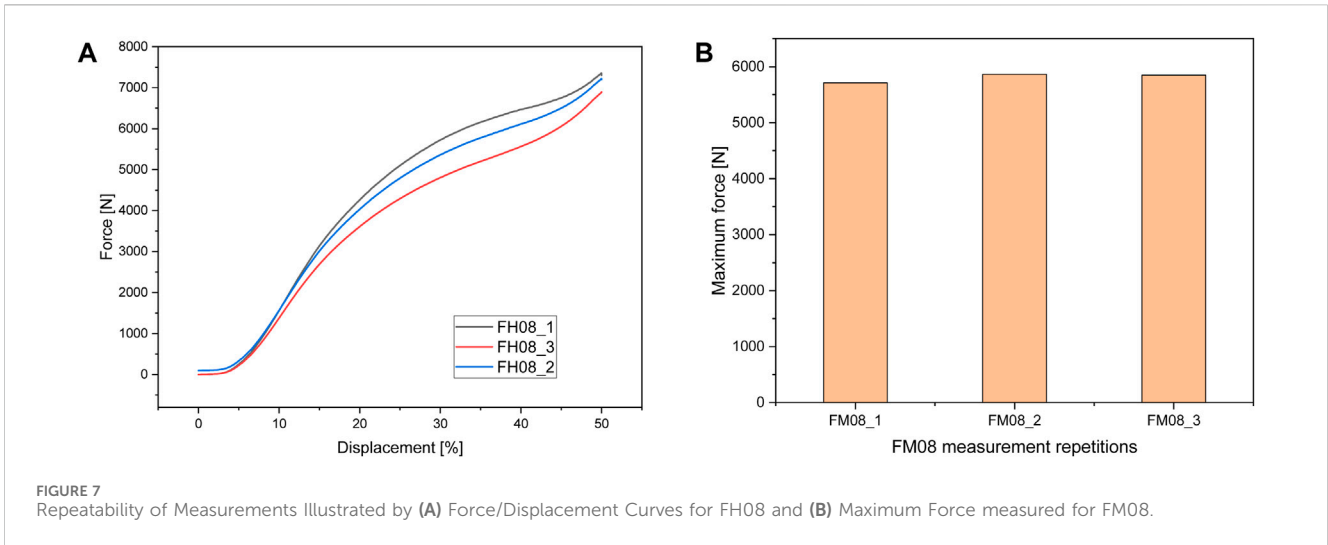 A
8000
7000
6000
5000
4000
3000
2000
1000
0
Force [N]
FH08_1
FH08_3
FH08_2
0 10 20 30 40 50
Displacement [%]
B
6000
5000
4000
3000
2000
1000
0
Maximum force [N]
FM08_1 FM08_2 FM08_3
FM08 measurement repetitions
FIGURE 7
Repeatability of Measurements Illustrated by (A) Force/Displacement Curves for FH08 and (B) Maximum Force measured for FM08.